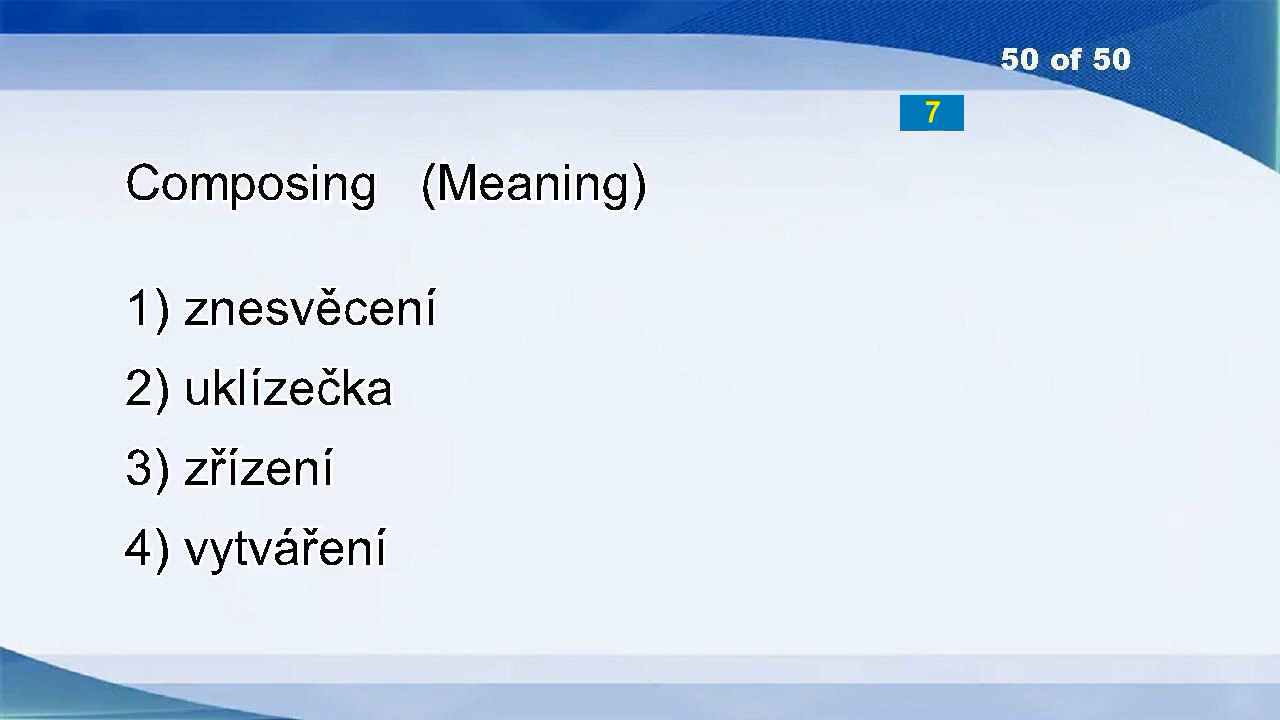 50 of 50
7
Composing (Meaning)
1) znesvěcení
2) uklízečka
3) zřízení
4) vytváření